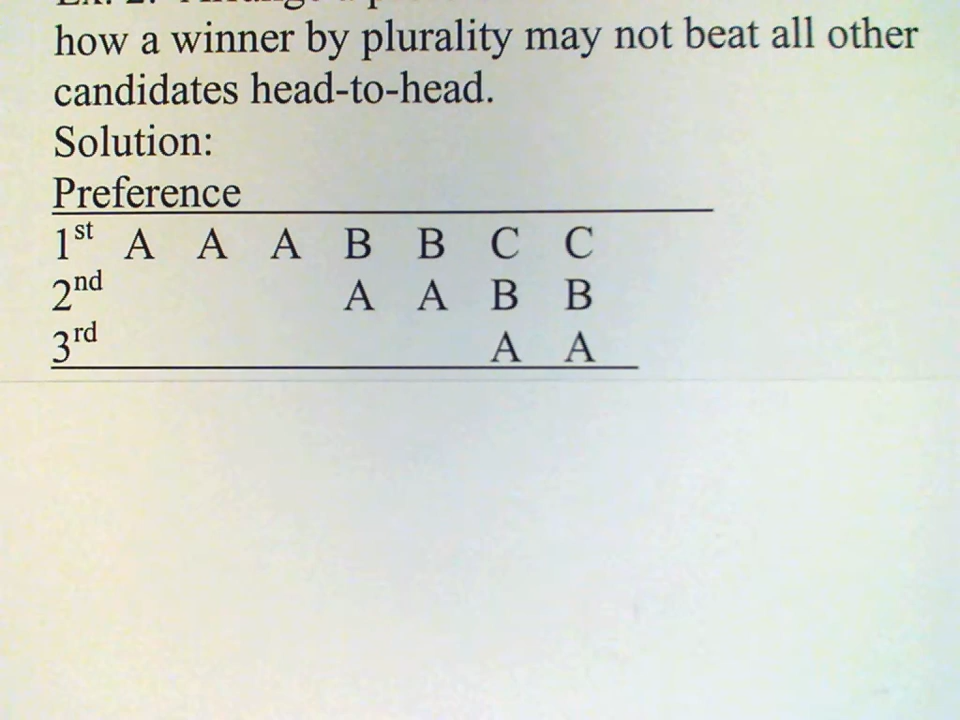 how a winner by plurality may not beat all other
candidates head-to-head.
Solution:
Preference
1st A A A B B C C
2nd A A B B
3rd A A